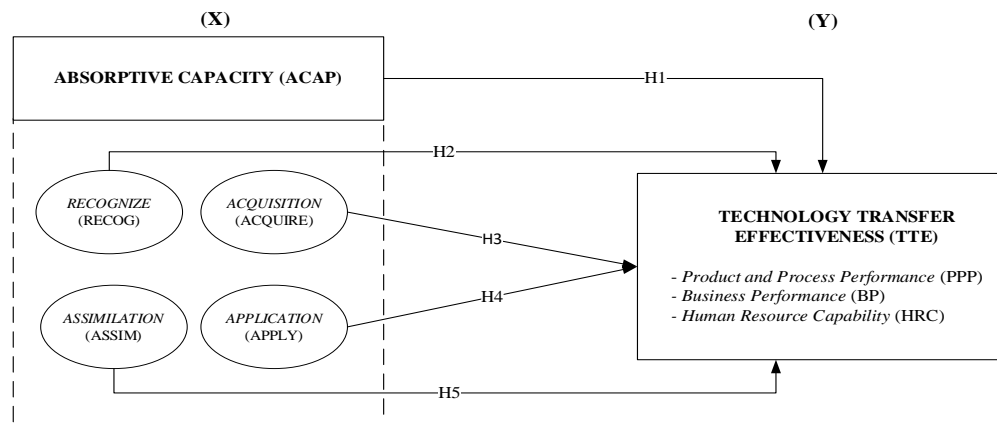 (X)
(Y)
ABSORPTIVE CAPACITY (ACAP)
H1
H2
RECOGNIZE
(RECOG)
ACQUISITION
(ACQUIRE)
H3
TECHNOLOGY TRANSFER
EFFECTIVENESS (TTE)
- Product and Process Performance (PPP)
- Business Performance (BP)
- Human Resource Capability (HRC)
H4
ASSIMILATION
(ASSIM)
APPLICATION
(APPLY)
H5